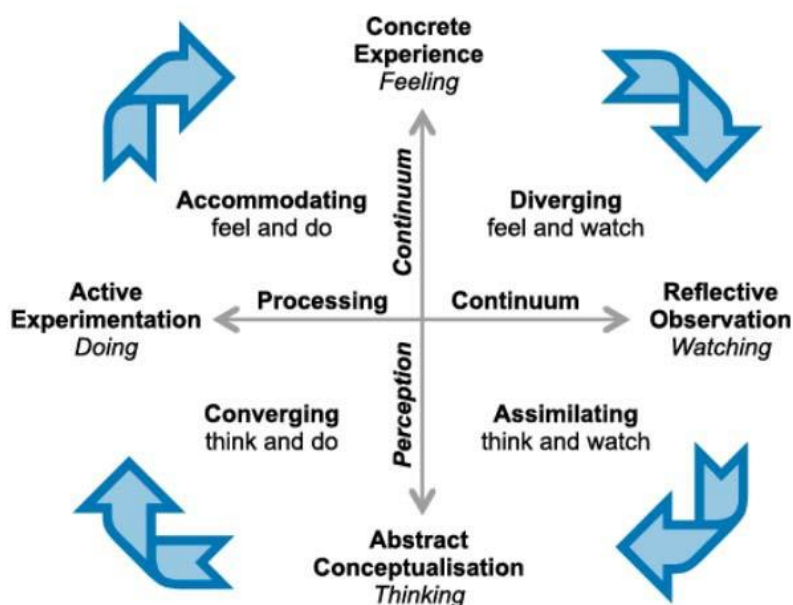 Concrete
Experience
Feeling
Accommodating
feel and do
Continuum
Diverging
feel and watch
Active
Experimentation
Doing
Processing
Continuum
Reflective
Observation
Watching
Converging
think and do
Perception
Assimilating
think and watch
Abstract
Conceptualisation
Thinking